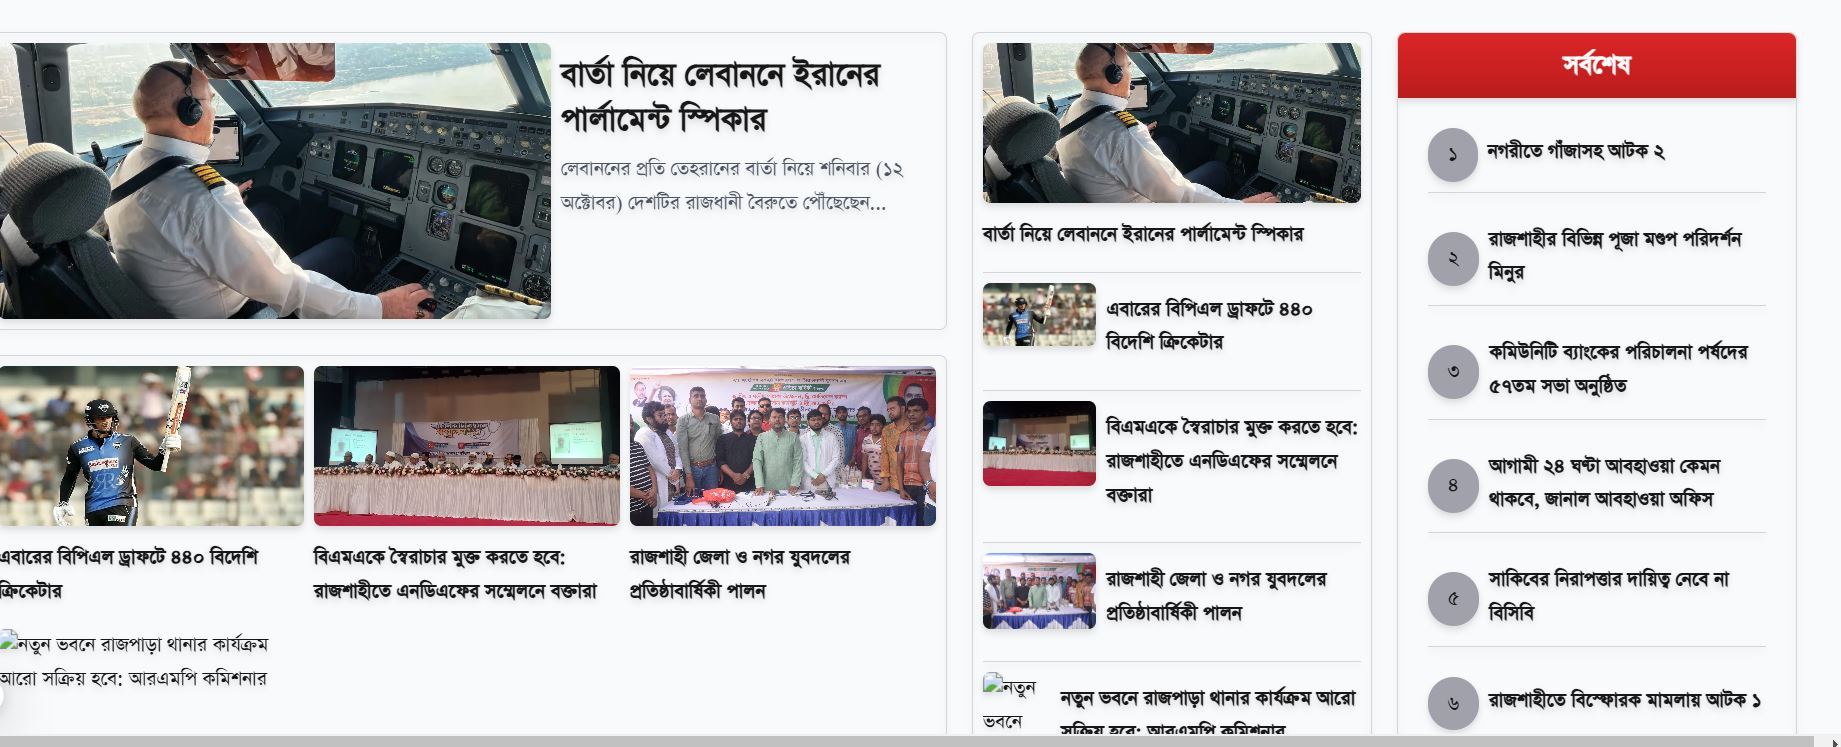 বার্তা নিয়ে লেবাননে ইরানের
পার্লামেন্ট স্পিকার
লেবাননের প্রতি তেহরানের বার্তা নিয়ে শনিবার (১২
অক্টোবর) দেশটির রাজধানী বৈরুতে পৌঁছেছেন...
এবারের বিপিএল ড্রাফটে ৪৪০ বিদেশি
ক্রিকেটার
বিএমএকে স্বৈরাচার মুক্ত করতে হবে:
রাজশাহীতে এনডিএফের সম্মেলনে বক্তারা
রাজশাহী জেলা ও নগর যুবদলের
প্রতিষ্ঠাবার্ষিকী পালন
নতুন ভবনে রাজপাড়া থানার কার্যক্রম
আরো সক্রিয় হবে: আরএমপি কমিশনার
বার্তা নিয়ে লেবাননে ইরানের পার্লামেন্ট স্পিকার
এবারের বিপিএল ড্রাফটে ৪৪০
বিদেশি ক্রিকেটার
বিএমএকে স্বৈরাচার মুক্ত করতে হবে:
রাজশাহীতে এনডিএফের সম্মেলনে
বক্তারা
রাজশাহী জেলা ও নগর যুবদলের
প্রতিষ্ঠাবার্ষিকী পালন
নতুন
ভবনে
নতুন ভবনে রাজপাড়া থানার কার্যক্রম আরো
সক্রিয় হবে: আরএমপি কমিশনার
সর্বশেষ
১
নগরীতে গাঁজাসহ আটক ২
২
রাজশাহীর বিভিন্ন পূজা মণ্ডপ পরিদর্শন
মিনুর
৩
কমিউনিটি ব্যাংকের পরিচালনা পর্ষদের
৫৭তম সভা অনুষ্ঠিত
৪
আগামী ২৪ ঘণ্টা আবহাওয়া কেমন
থাকবে, জানাল আবহাওয়া অফিস
৫
সাকিবের নিরাপত্তার দায়িত্ব নেবে না
বিসিবি
৬
রাজশাহীতে বিস্ফোরক মামলায় আটক ১